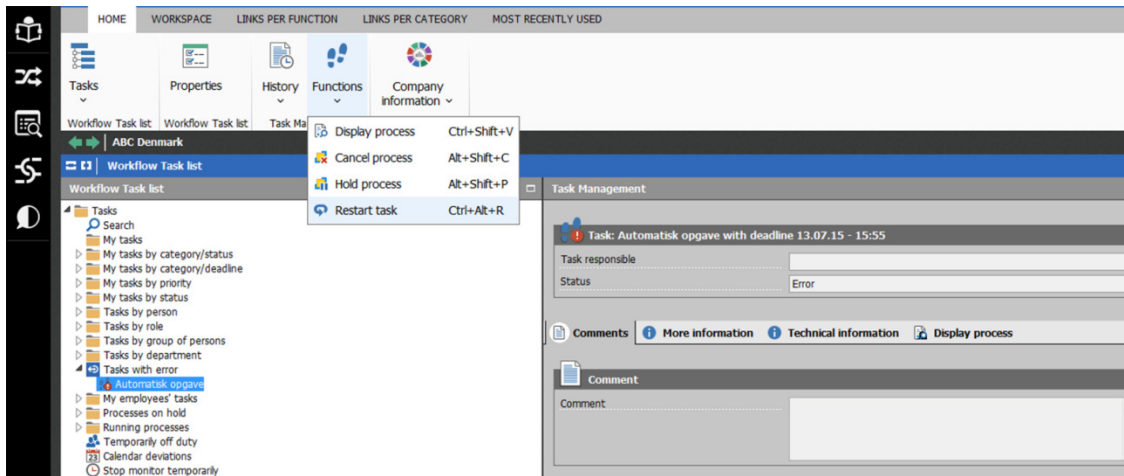 HOME WORKSPACE LINKS PER FUNCTION LINKS PER CATEGORY MOST RECENTLY USED
Tasks
Properties
History
Functions
Company
information
Workflow Task list
Workflow Task list
Task Ma
Display process Ctrl+Shift+V
Cancel process Alt+Shift+C
Hold process Alt+Shift+P
Restart task Ctrl+Alt+R
ABC Denmark
Workflow Task list
Workflow Task list
Tasks
Search
My tasks
My tasks by category/status
My tasks by category/deadline
My tasks by priority
My tasks by status
Tasks by person
Tasks by role
Tasks by group of persons
Tasks by department
Tasks with error
Automatisk opgave
My employees' tasks
Processes on hold
Running processes
Temporarily off duty
23 Calendar deviations
Stop monitor temporarily
Task Management
Task: Automatisk opgave with deadline 13.07.15 - 15:55
Task responsible
Status Error
Comments More information Technical information Display process
Comment
Comment